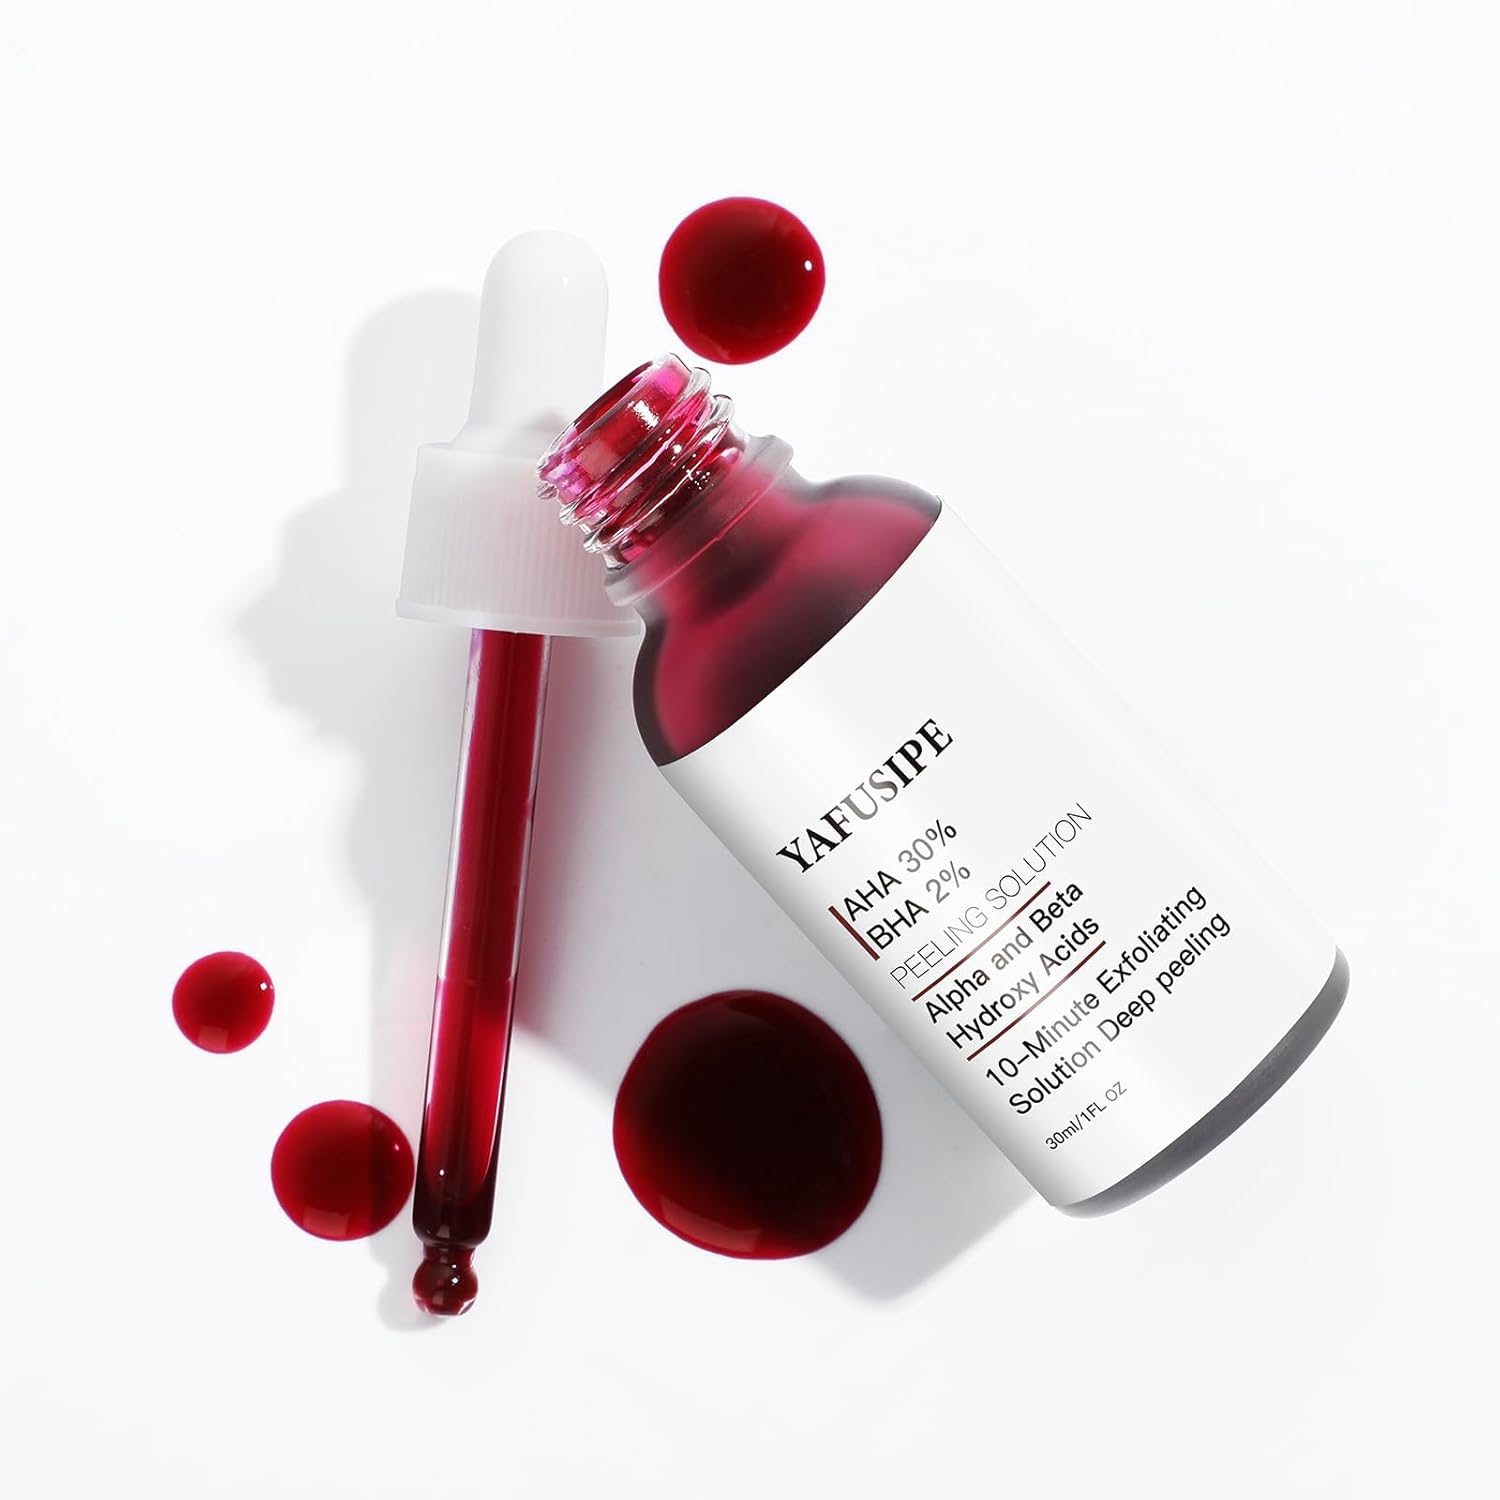 YAFUSIPE
AHA 30%
BHA 2%
PEELING SOLUTION
Alpha and Beta
Hydroxy Acids
10-Minute Exfoliating
Solution Deep peeling
30ml/1FL OZ